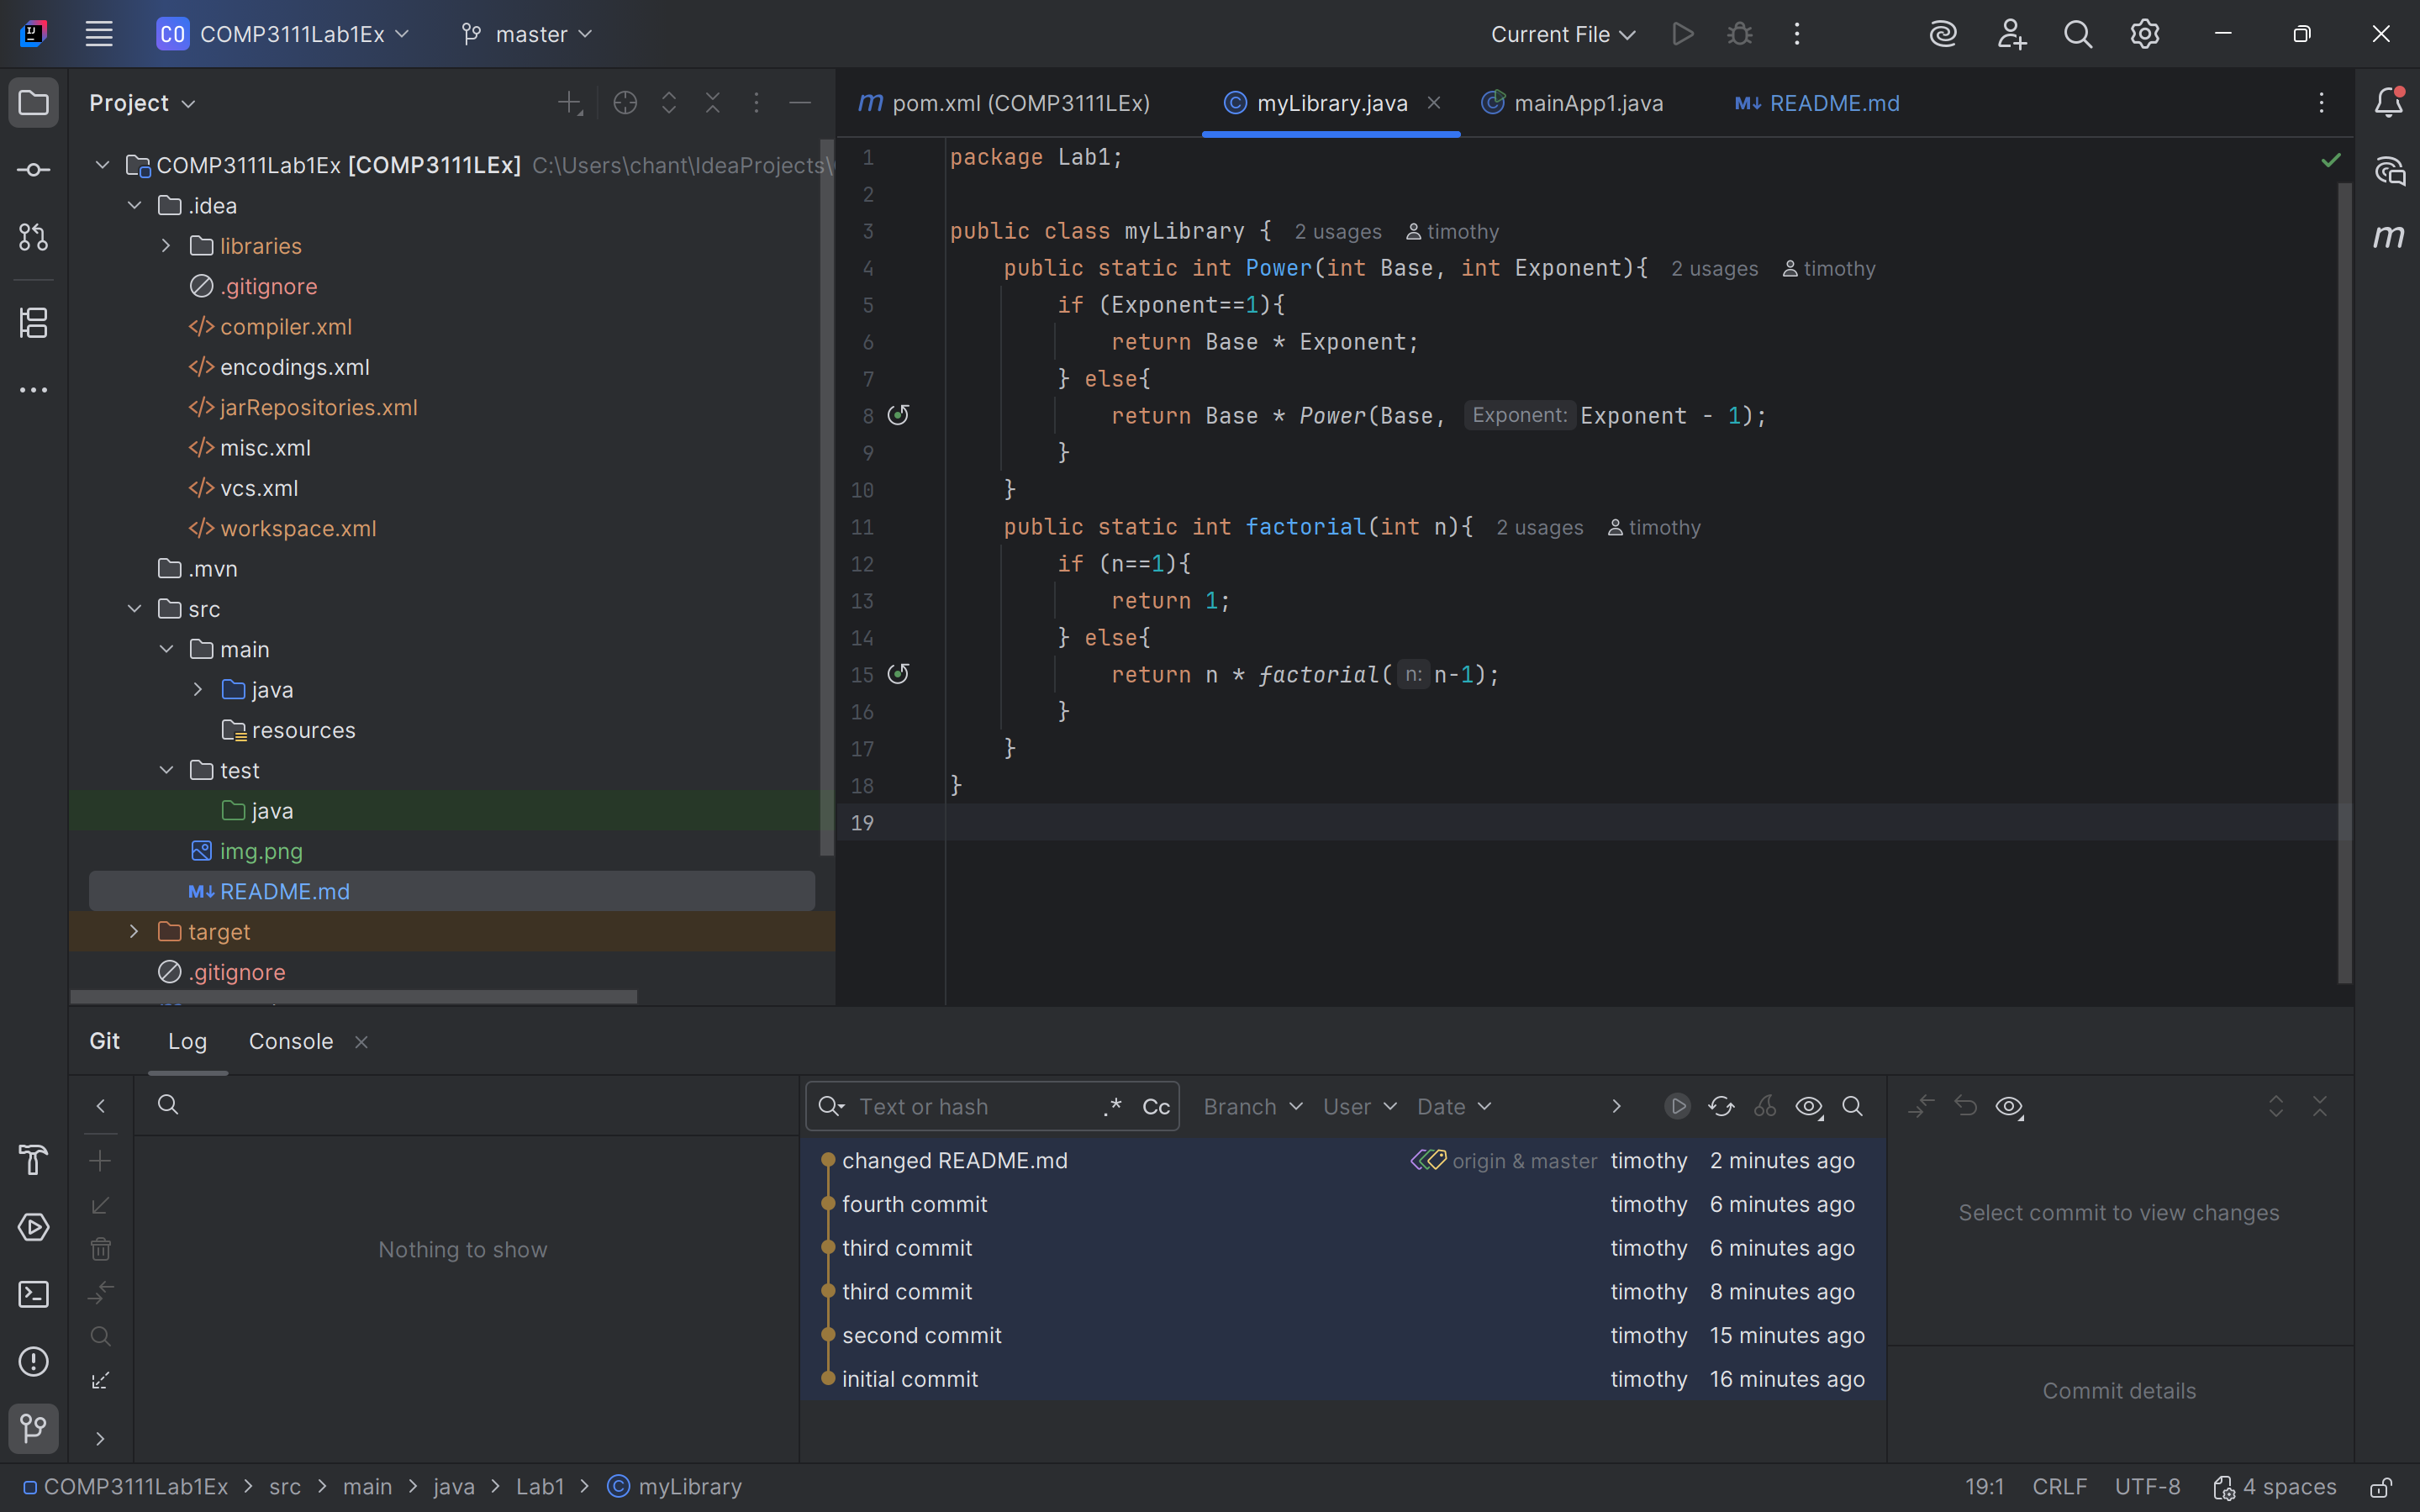 CO COMP3111Lab1Ex master Current File
Project
COMP3111Lab1Ex [COMP3111LEx] C:\Users\chant\IdeaProjects\
.idea
libraries
.gitignore
compiler.xml
encodings.xml
jarRepositories.xml
misc.xml
vcs.xml
workspace.xml
.mvn
src
main
java
resources
test
java
img.png
M↓ README.md
target
.gitignore
m pom.xml (COMP3111LEx) myLibrary.java mainApp1.java M↓ README.md
1 package Lab1;
2
3 public class myLibrary { 2 usages timothy
4 public static int Power(int Base, int Exponent){ 2 usages timothy
5 if (Exponent==1){
6 return Base * Exponent;
7 } else{
8 return Base * Power(Base, Exponent: Exponent - 1);
9 }
10 }
11 public static int factorial(int n){ 2 usages timothy
12 if (n==1){
13 return 1;
14 } else{
15 return n * factorial( n: n-1);
16 }
17 }
18 }
19
m
Git Log Console
Nothing to show
Text or hash .* Cc Branch User Date
changed README.md origin & master timothy 2 minutes ago
fourth commit timothy 6 minutes ago
third commit timothy 6 minutes ago
third commit timothy 8 minutes ago
second commit timothy 15 minutes ago
initial commit timothy 16 minutes ago
Select commit to view changes
Commit details
COMP3111Lab1Ex > src > main > java > Lab1 > myLibrary 19:1 CRLF UTF-8 4 spaces